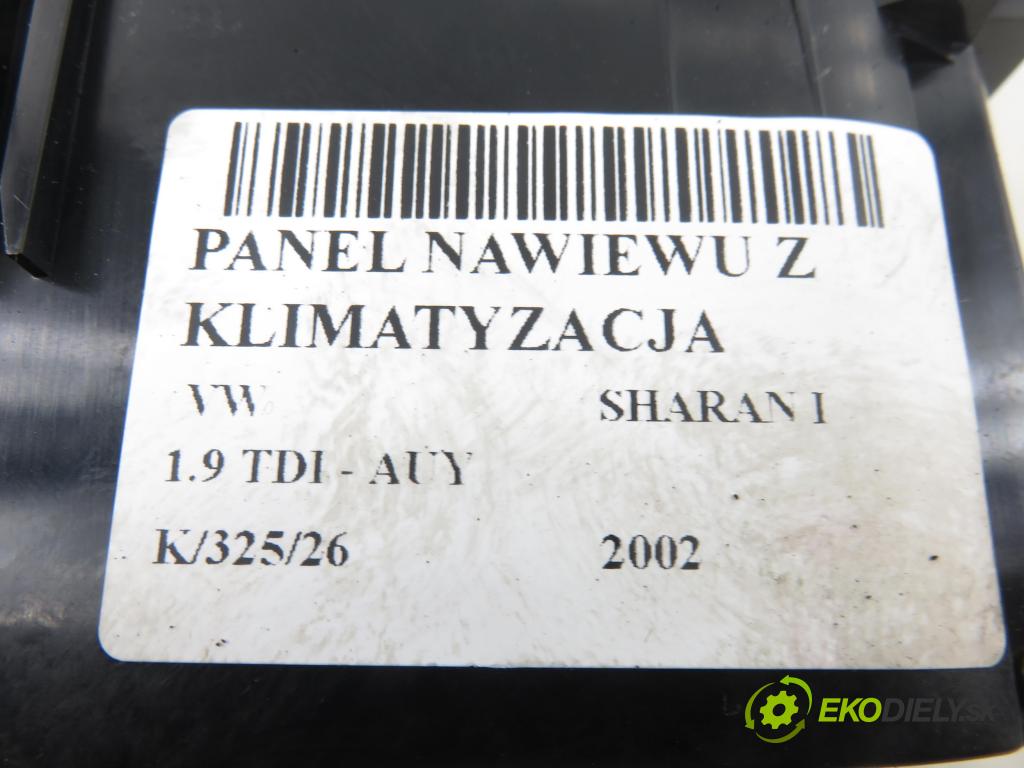 PANEL NAWIEWU Z
KLIMATYZACJA
VW SHARAN I
1.9 TDI - AUY
K/325/26 2002
EKODIELY.SK